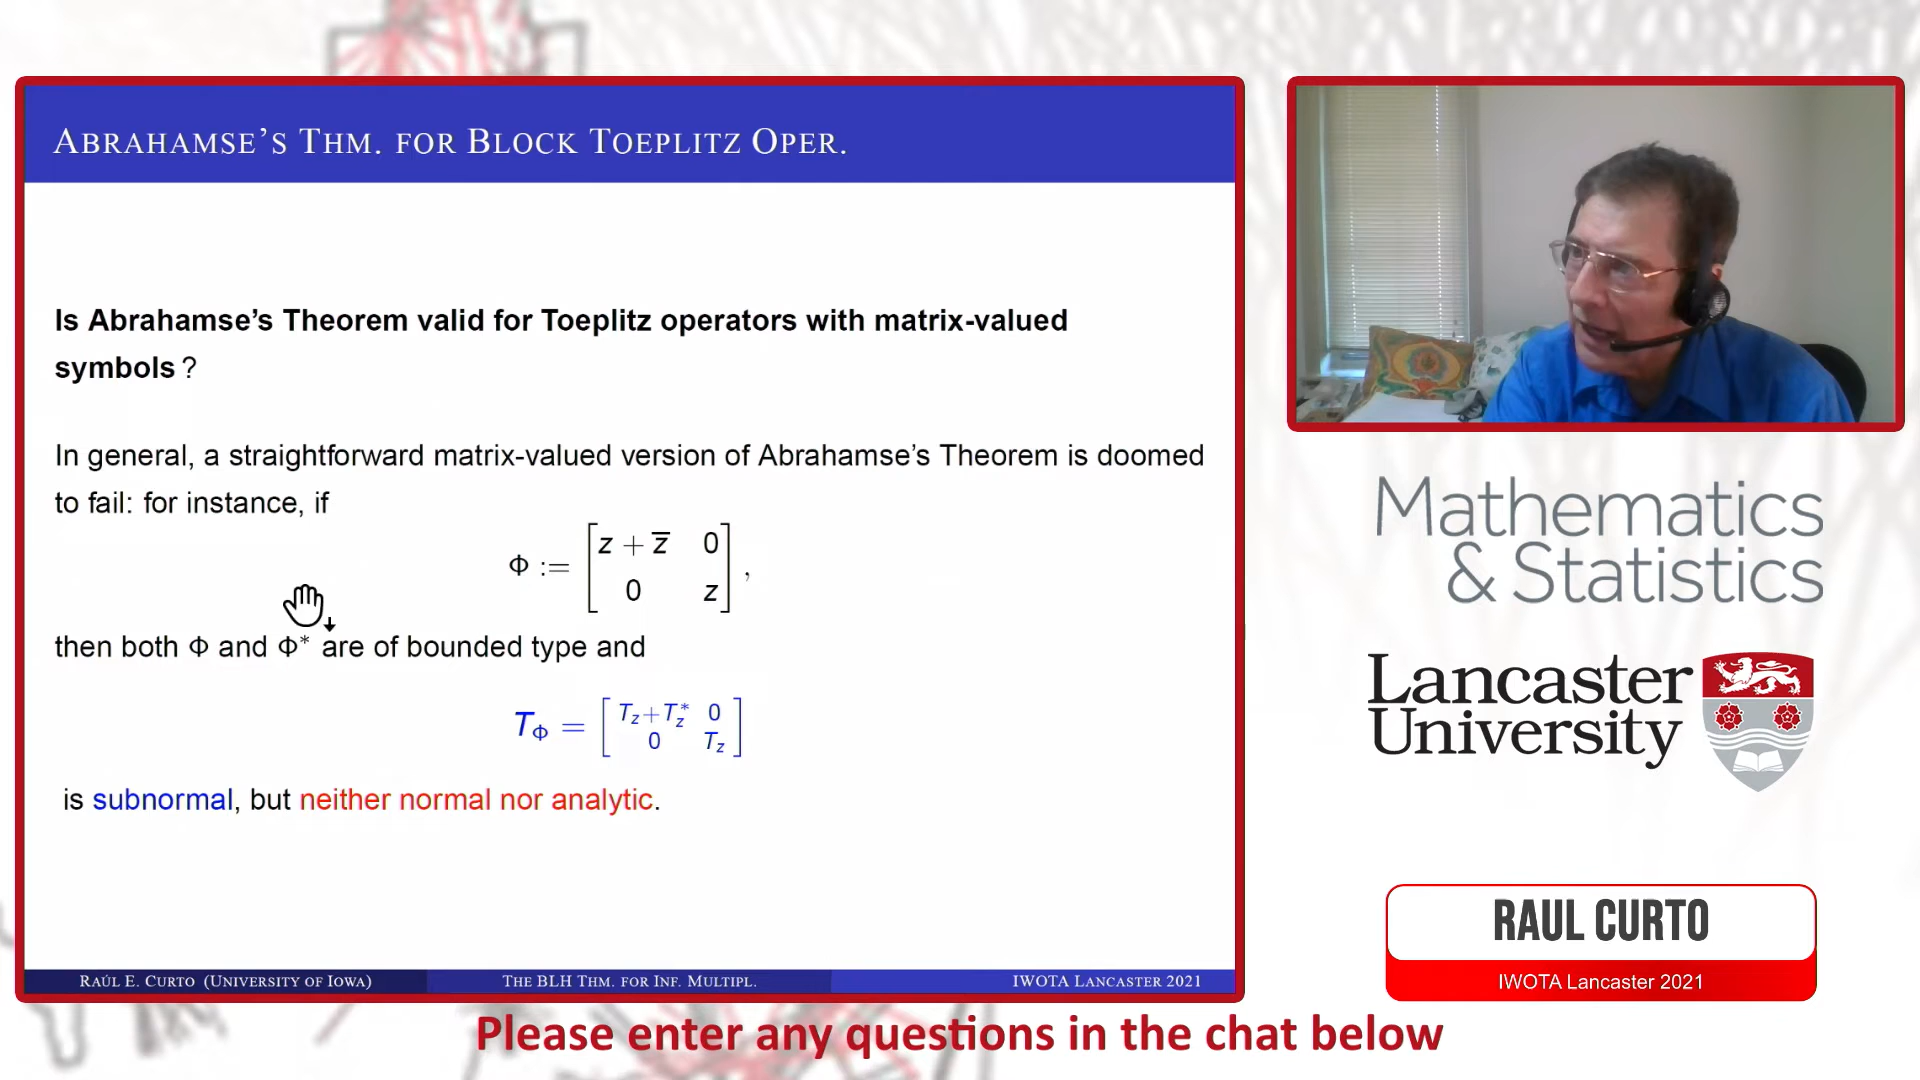 ABRAHAMSE'S THM. FOR BLOCK TOEPLITZ OPER.
Is Abrahamse's Theorem valid for Toeplitz operators with matrix-valued
symbols ?
In general, a straightforward matrix-valued version of Abrahamse's Theorem is doomed
to fail: for instance, if
Φ := [z + z̅ 0
0 z] ,
then both Φ and Φ* are of bounded type and
T_Φ = [T_z+T_z* 0
0 T_z]
is subnormal, but neither normal nor analytic.
RAÚL E. CURTO (UNIVERSITY OF IOWA) THE BLH THM. FOR INF. MULTIPL. IWOTA LANCASTER 2021
Mathematics
& Statistics
Lancaster
University
RAUL CURTO
IWOTA Lancaster 2021
Please enter any questions in the chat below